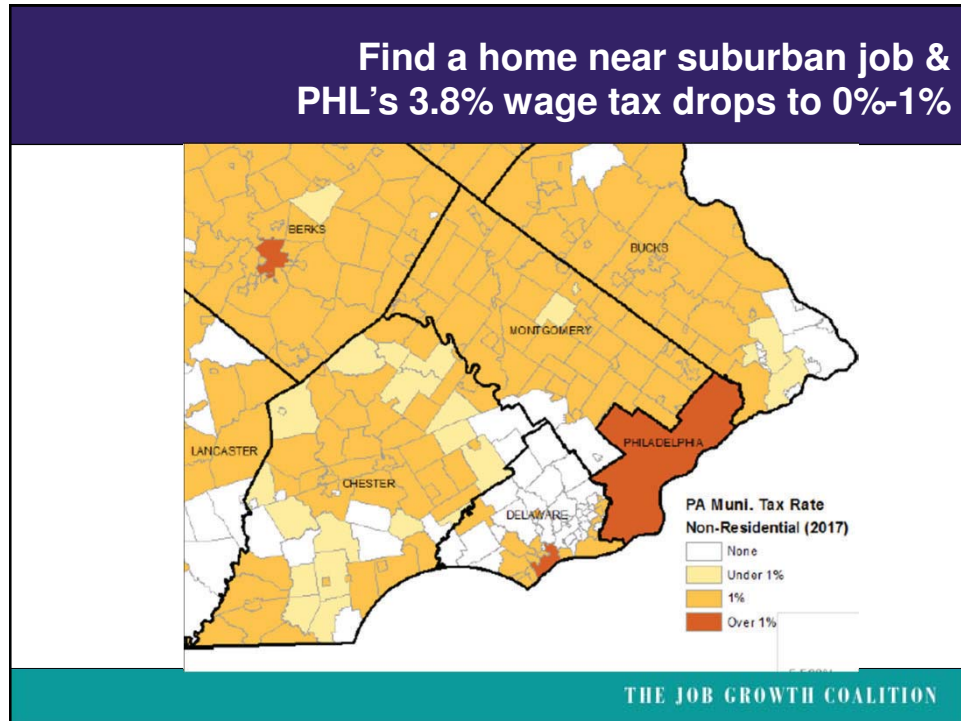 Find a home near suburban job &
PHL's 3.8% wage tax drops to 0%-1%
BERKS
BUCKS
MONTGOMERY
LANCASTER
PHILADELPHIA
CHESTER
DELAWARE
PA Muni. Tax Rate
Non-Residential (2017)
None
Under 1%
1%
Over 1%
THE JOB GROWTH COALITION